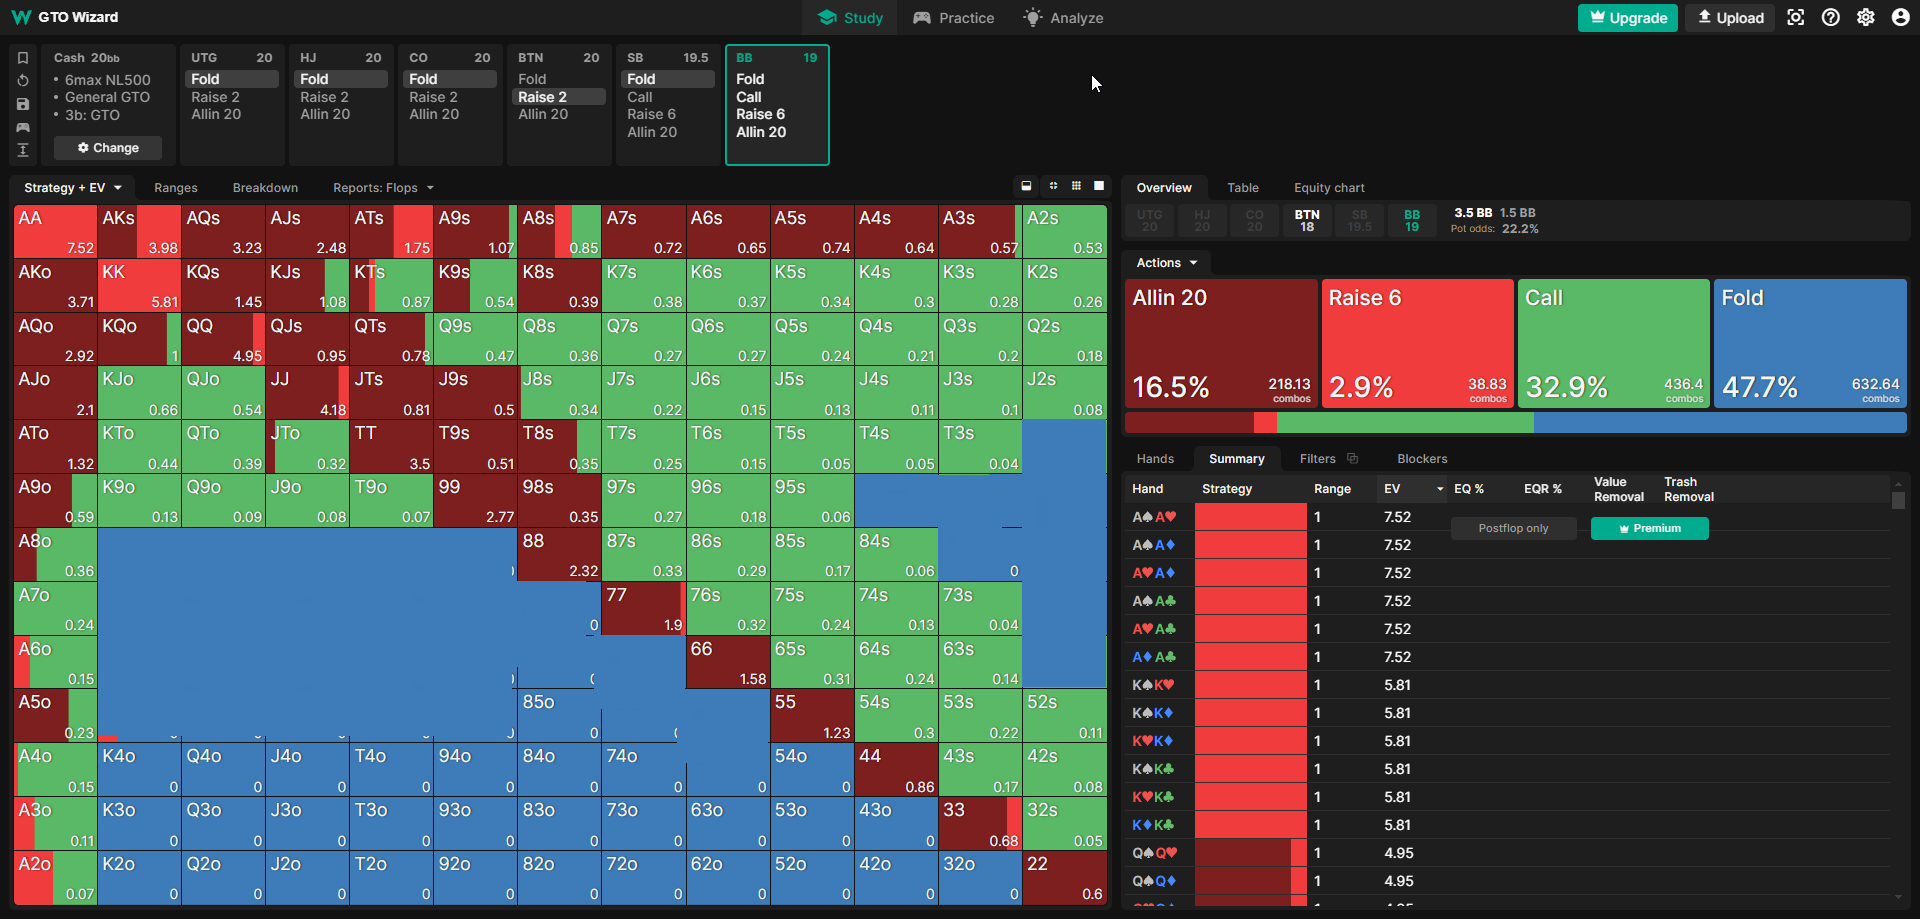 GTO Wizard
Study
Practice
Analyze
Upgrade
Upload
Cash 20bb
• 6max NL500
• General GTO
• 3b: GTO
Change
UTG 20
Fold
Raise 2
Allin 20
HJ 20
Fold
Raise 2
Allin 20
CO 20
Fold
Raise 2
Allin 20
BTN 20
Fold
Raise 2
Allin 20
SB 19.5
Fold
Call
Raise 6
Allin 20
BB 19
Fold
Call
Raise 6
Allin 20
Strategy + EV
Ranges
Breakdown
Reports: Flops
AA AKs AQs AJs ATs A9s A8s A7s A6s A5s A4s A3s A2s
7.52 3.98 3.23 2.48 1.75 1.07 0.85 0.72 0.65 0.74 0.64 0.57 0.53
AKo KK KQs KJs KTs K9s K8s K7s K6s K5s K4s K3s K2s
3.71 5.81 1.45 1.08 0.87 0.54 0.39 0.38 0.37 0.34 0.3 0.28 0.26
AQo KQo QQ QJs QTs Q9s Q8s Q7s Q6s Q5s Q4s Q3s Q2s
2.92 1 4.95 0.95 0.78 0.47 0.36 0.27 0.27 0.24 0.21 0.2 0.18
AJo KJo QJo JJ JTs J9s J8s J7s J6s J5s J4s J3s J2s
2.1 0.66 0.54 4.18 0.81 0.5 0.34 0.22 0.15 0.13 0.11 0.1 0.08
ATo KTo QTo JTo TT T9s T8s T7s T6s T5s T4s T3s
1.32 0.44 0.39 0.32 3.5 0.51 0.35 0.25 0.15 0.05 0.05 0.04
A9o K9o Q9o J9o T9o 99 98s 97s 96s 95s
0.59 0.13 0.09 0.08 0.07 2.77 0.35 0.27 0.18 0.06
A8o 88 87s 86s 85s 84s
0.36 2.32 0.33 0.29 0.17 0.06 0
A7o 77 76s 75s 74s 73s
0.24 0 1.9 0.32 0.24 0.13 0.04
A6o 66 65s 64s 63s
0.15 1.58 0.31 0.24 0.14
A5o 85o 55 54s 53s 52s
0.23 0 1.23 0.3 0.22 0.11
A4o K4o Q4o J4o T4o 94o 84o 74o 54o 44 43s 42s
0.15 0 0 0 0 0 0 0 0 0.86 0.17 0.08
A3o K3o Q3o J3o T3o 93o 83o 73o 63o 53o 43o 33 32s
0.11 0 0 0 0 0 0 0 0 0 0 0.68 0.05
A2o K2o Q2o J2o T2o 92o 82o 72o 62o 52o 42o 32o 22
0.07 0 0 0 0 0 0 0 0 0 0 0 0.6
Overview
Table
Equity chart
UTG 20
HJ 20
CO 20
BTN 18
SB 19.5
BB 19
3.5 BB 1.5 BB
Pot odds: 22.2%
Actions
Allin 20
16.5% 218.13 combos
Raise 6
2.9% 38.83 combos
Call
32.9% 436.4 combos
Fold
47.7% 632.64 combos
Hands
Summary
Filters
Blockers
Hand Strategy Range EV EQ % EQR % Value Removal Trash Removal
Postflop only
Premium
A♠A♥ 1 7.52
A♠A♦ 1 7.52
A♥A♦ 1 7.52
A♠A♣ 1 7.52
A♥A♣ 1 7.52
A♦A♣ 1 7.52
K♠K♥ 1 5.81
K♠K♦ 1 5.81
K♥K♦ 1 5.81
K♠K♣ 1 5.81
K♥K♣ 1 5.81
K♦K♣ 1 5.81
Q♠Q♥ 1 4.95
Q♠Q♦ 1 4.95